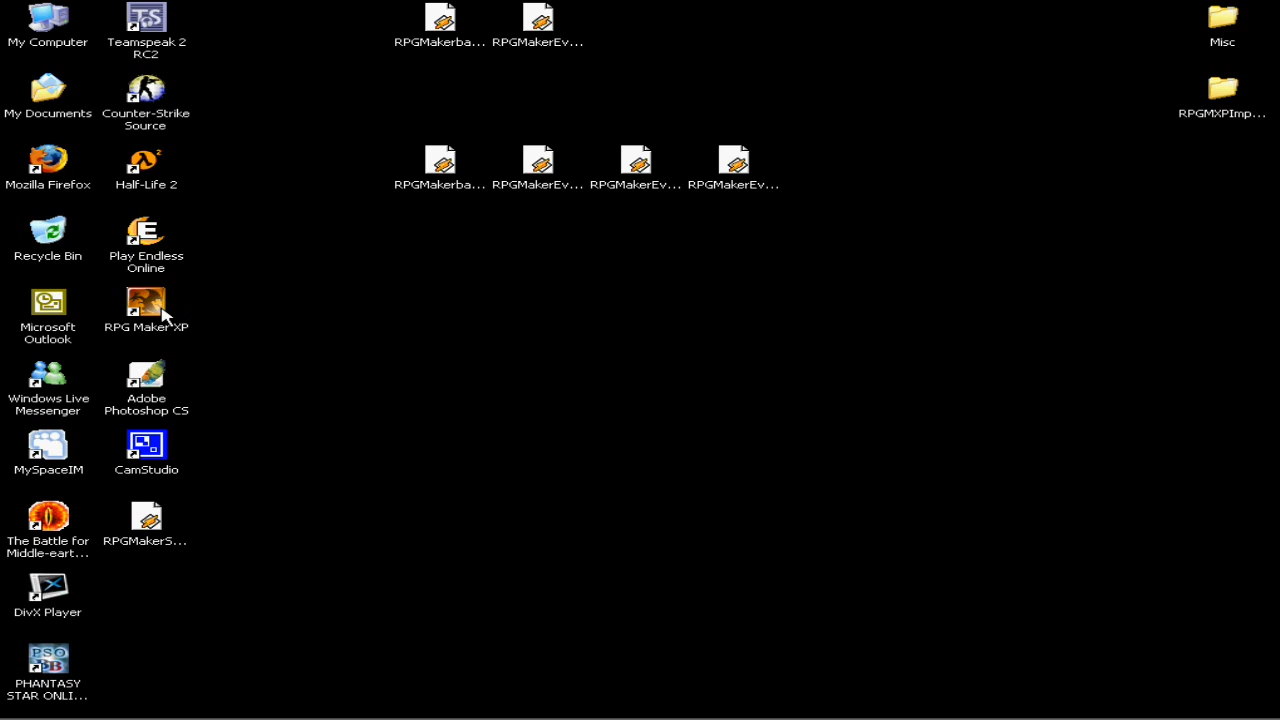 My Computer
Teamspeak 2
RC2
RPGMakerba...
RPGMakerEv...
Misc
My Documents
Counter-Strike
Source
RPGMXPImp...
Mozilla Firefox
Half-Life 2
RPGMakerba...
RPGMakerEv...
RPGMakerEv...
RPGMakerEv...
Recycle Bin
Play Endless
Online
Microsoft
Outlook
RPG Maker XP
Windows Live
Messenger
Adobe
Photoshop CS
MySpaceIM
CamStudio
The Battle for
Middle-eart...
RPGMakerS...
DivX Player
PSO
BB
PHANTASY
STAR ONLI...